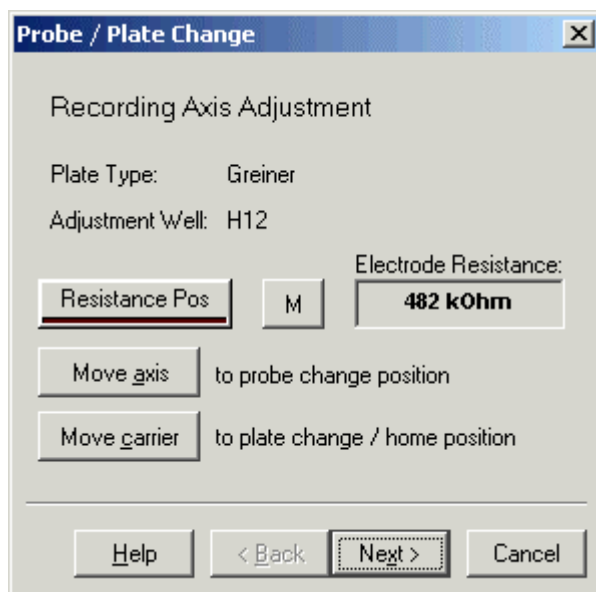 Probe / Plate Change
Recording Axis Adjustment
Plate Type: Greiner
Adjustment Well: H12
Electrode Resistance:
Resistance Pos M 482 kOhm
Move axis to probe change position
Move carrier to plate change / home position
Help < Back Next > Cancel